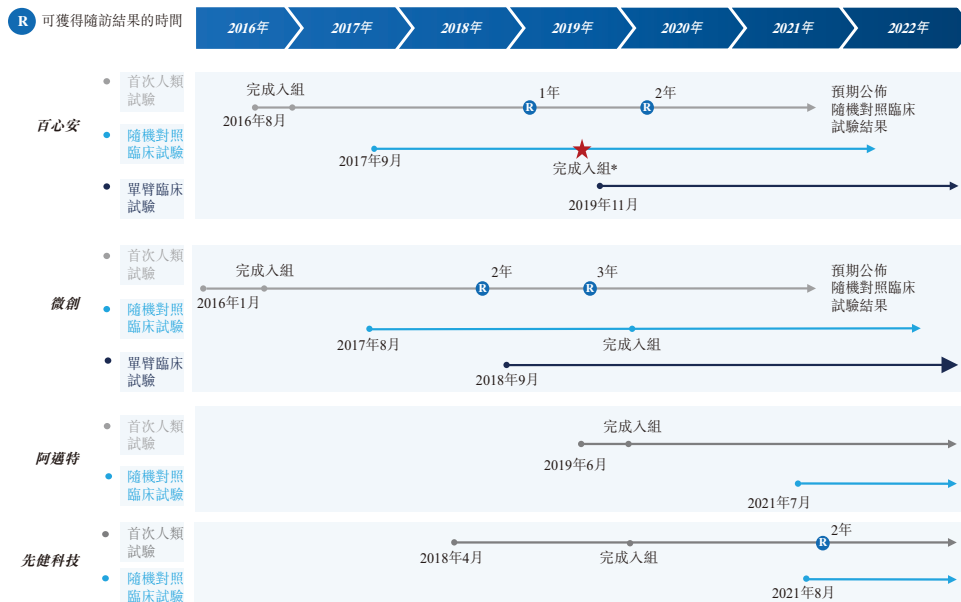 R 可獲得隨訪結果的時間
2016年 2017年 2018年 2019年 2020年 2021年 2022年
百心安
首次人類
試驗
完成入組
2016年8月
R 1年
R 2年
預期公佈
隨機對照臨床
試驗結果
隨機對照
臨床試驗
2017年9月
完成入組*
單臂臨床
試驗
2019年11月
微創
首次人類
試驗
完成入組
2016年1月
R 2年
R 3年
預期公佈
隨機對照臨床
試驗結果
隨機對照
臨床試驗
2017年8月
完成入組
單臂臨床
試驗
2018年9月
阿邁特
首次人類
試驗
完成入組
2019年6月
隨機對照
臨床試驗
2021年7月
先健科技
首次人類
試驗
2018年4月
完成入組
R 2年
隨機對照
臨床試驗
2021年8月